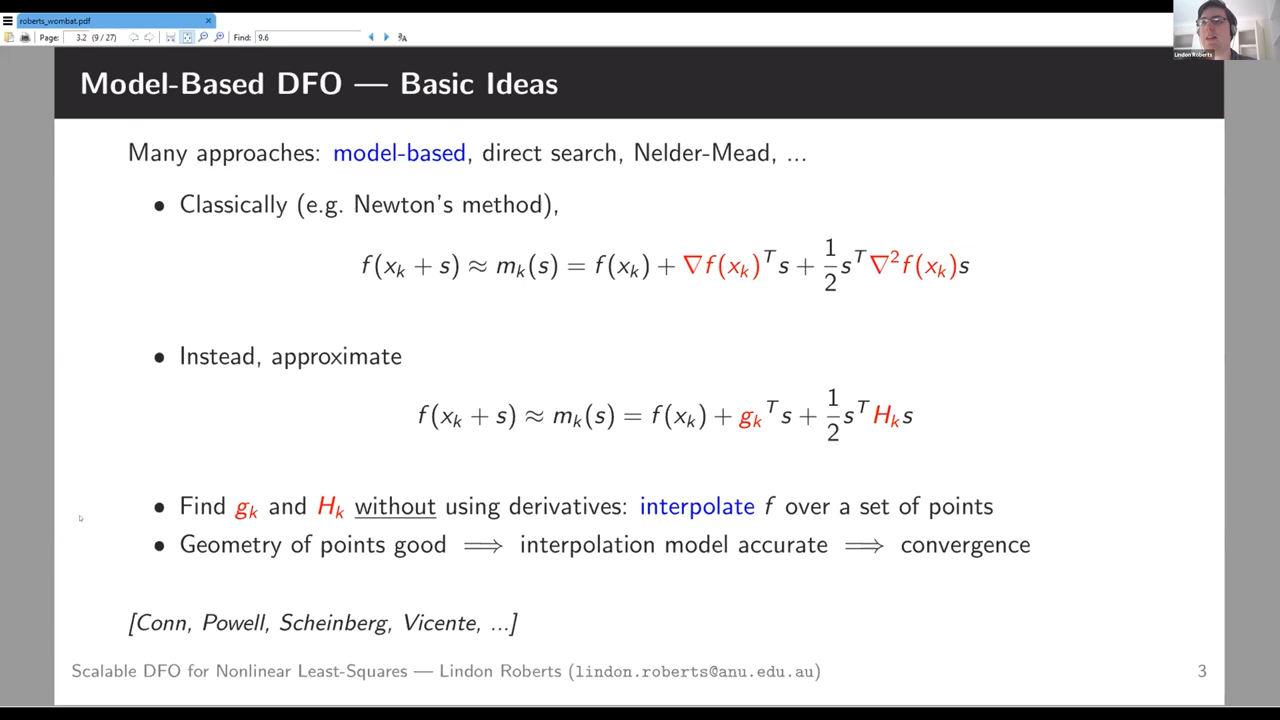 roberts_wombat.pdf
Page: 3.2 (9 / 27) Find: 9.6
Lindon Roberts
Model-Based DFO — Basic Ideas
Many approaches: model-based, direct search, Nelder-Mead, ...
• Classically (e.g. Newton's method),
f(x_k + s) ≈ m_k(s) = f(x_k) + ∇f(x_k)^T s + 1/2 s^T ∇²f(x_k)s
• Instead, approximate
f(x_k + s) ≈ m_k(s) = f(x_k) + g_k^T s + 1/2 s^T H_k s
• Find g_k and H_k without using derivatives: interpolate f over a set of points
• Geometry of points good ⟹ interpolation model accurate ⟹ convergence
[Conn, Powell, Scheinberg, Vicente, ...]
Scalable DFO for Nonlinear Least-Squares — Lindon Roberts (lindon.roberts@anu.edu.au) 3